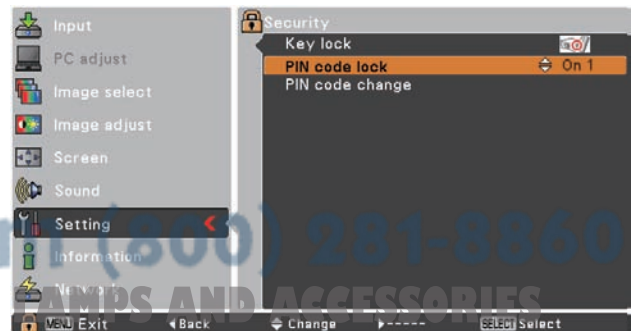 Input
PC adjust
Image select
Image adjust
Screen
Sound
Setting
Information
Network
Security
Key lock
PIN code lock On 1
PIN code change
(800) 281-8860
LAMPS AND ACCESSORIES
MENU Exit Back Change ----- SELECT Select